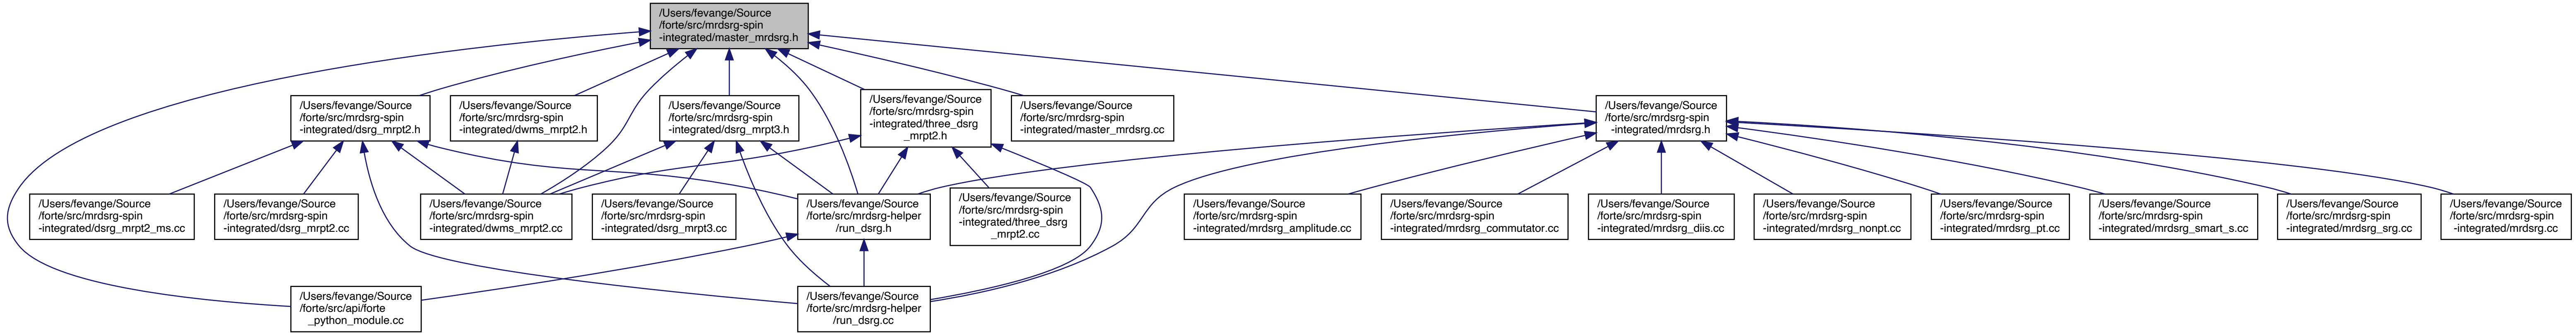 /Users/fevange/Source
/forte/src/mrdsrg-spin
-integrated/master_mrdsrg.h
/Users/fevange/Source
/forte/src/mrdsrg-spin
-integrated/dsrg_mrpt2.h
/Users/fevange/Source
/forte/src/mrdsrg-spin
-integrated/dwms_mrpt2.h
/Users/fevange/Source
/forte/src/mrdsrg-spin
-integrated/dsrg_mrpt3.h
/Users/fevange/Source
/forte/src/mrdsrg-spin
-integrated/three_dsrg
_mrpt2.h
/Users/fevange/Source
/forte/src/mrdsrg-spin
-integrated/master_mrdsrg.cc
/Users/fevange/Source
/forte/src/mrdsrg-spin
-integrated/mrdsrg.h
/Users/fevange/Source
/forte/src/mrdsrg-spin
-integrated/dsrg_mrpt2_ms.cc
/Users/fevange/Source
/forte/src/mrdsrg-spin
-integrated/dsrg_mrpt2.cc
/Users/fevange/Source
/forte/src/mrdsrg-spin
-integrated/dwms_mrpt2.cc
/Users/fevange/Source
/forte/src/mrdsrg-spin
-integrated/dsrg_mrpt3.cc
/Users/fevange/Source
/forte/src/mrdsrg-helper
/run_dsrg.h
/Users/fevange/Source
/forte/src/mrdsrg-spin
-integrated/three_dsrg
_mrpt2.cc
/Users/fevange/Source
/forte/src/mrdsrg-spin
-integrated/mrdsrg_amplitude.cc
/Users/fevange/Source
/forte/src/mrdsrg-spin
-integrated/mrdsrg_commutator.cc
/Users/fevange/Source
/forte/src/mrdsrg-spin
-integrated/mrdsrg_diis.cc
/Users/fevange/Source
/forte/src/mrdsrg-spin
-integrated/mrdsrg_nonpt.cc
/Users/fevange/Source
/forte/src/mrdsrg-spin
-integrated/mrdsrg_pt.cc
/Users/fevange/Source
/forte/src/mrdsrg-spin
-integrated/mrdsrg_smart_s.cc
/Users/fevange/Source
/forte/src/mrdsrg-spin
-integrated/mrdsrg_srg.cc
/Users/fevange/Source
/forte/src/mrdsrg-spin
-integrated/mrdsrg.cc
/Users/fevange/Source
/forte/src/api/forte
_python_module.cc
/Users/fevange/Source
/forte/src/mrdsrg-helper
/run_dsrg.cc